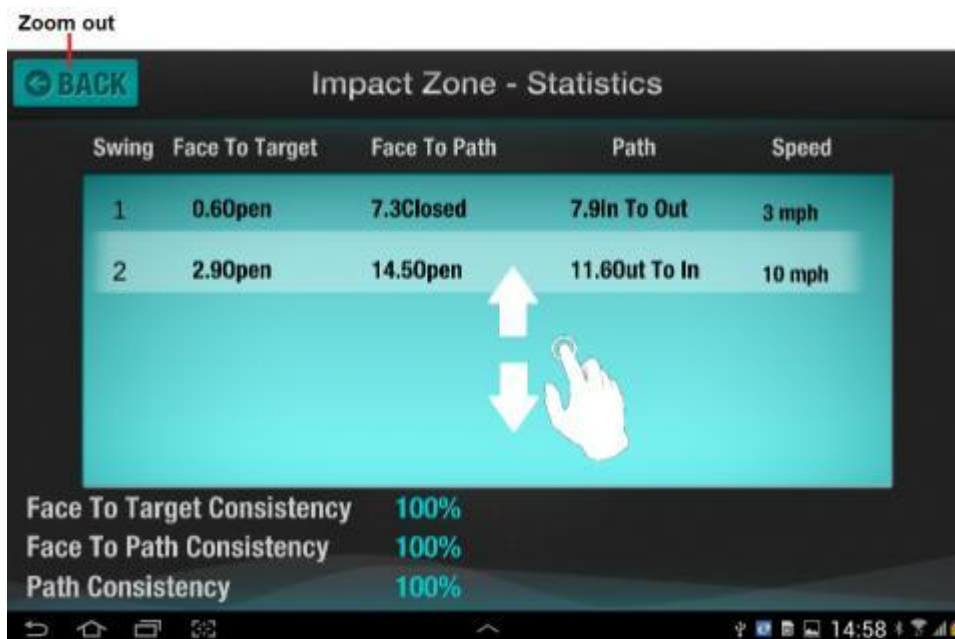 Zoom out
BACK
Impact Zone - Statistics
Swing Face To Target Face To Path Path Speed
1 0.6Open 7.3Closed 7.9In To Out 3 mph
2 2.9Open 14.5Open 11.6Out To In 10 mph
Face To Target Consistency 100%
Face To Path Consistency 100%
Path Consistency 100%
14:58